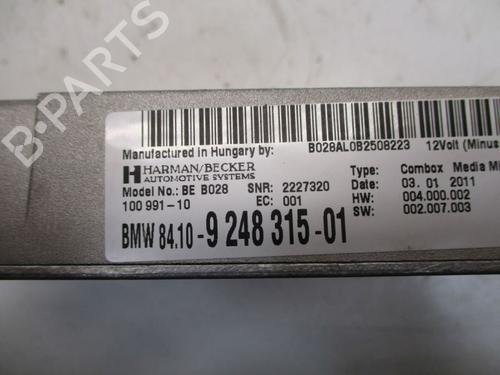 B-PARTS
Manufactured in Hungary by: B028AL0B2508223 12Volt (Minus
HARMAN/BECKER
AUTOMOTIVE SYSTEMS
Type: Combox Media
Model No.: BE B028 SNR: 2227320 Date: 03. 01 2011
100 991-10 EC: 001 HW: 004.000.002
SW: 002.007.003
BMW 84.10-9 248 315-01